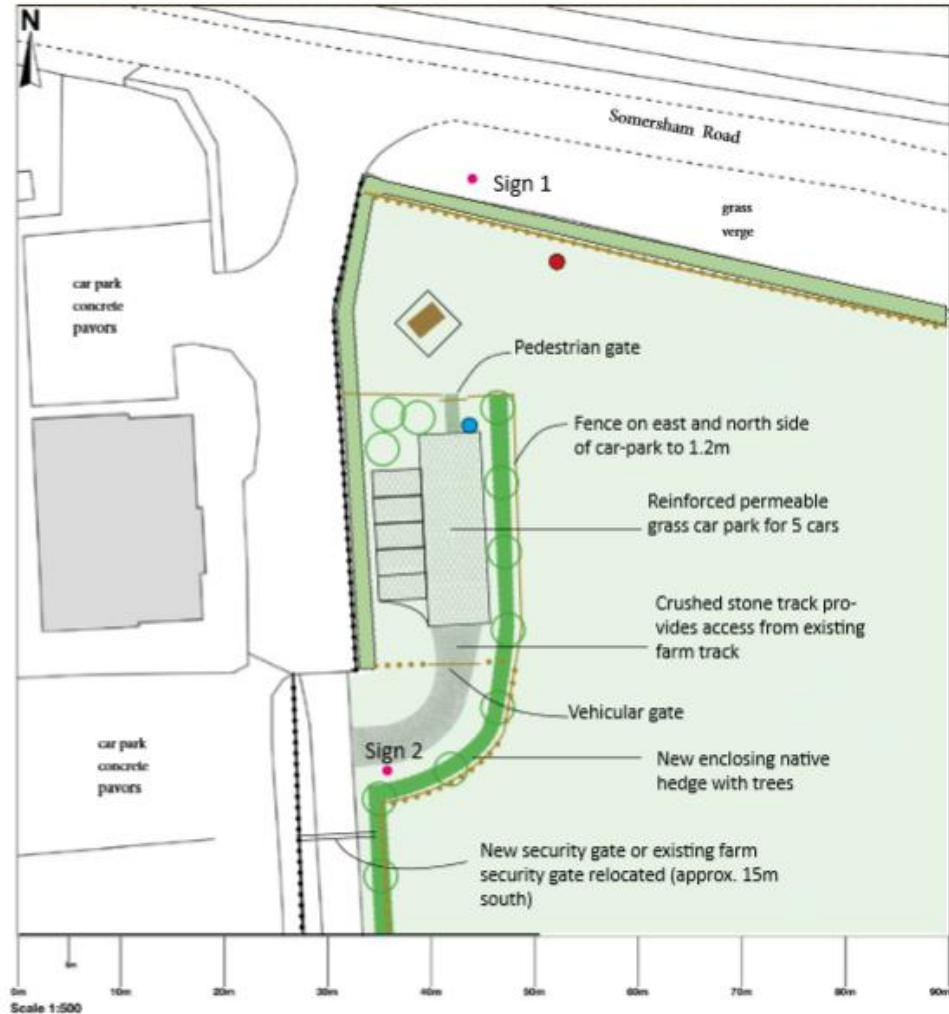 N
Somersham Road
Sign 1
grass
verge
car park
concrete
pavors
Pedestrian gate
Fence on east and north side
of car-park to 1.2m
Reinforced permeable
grass car park for 5 cars
Crushed stone track pro-
vides access from existing
farm track
Vehicular gate
Sign 2
car park
concrete
pavors
New enclosing native
hedge with trees
New security gate or existing farm
security gate relocated (approx. 15m
south)
0m 10m 20m 30m 40m 50m 60m 70m 80m 90m
Scale 1:500